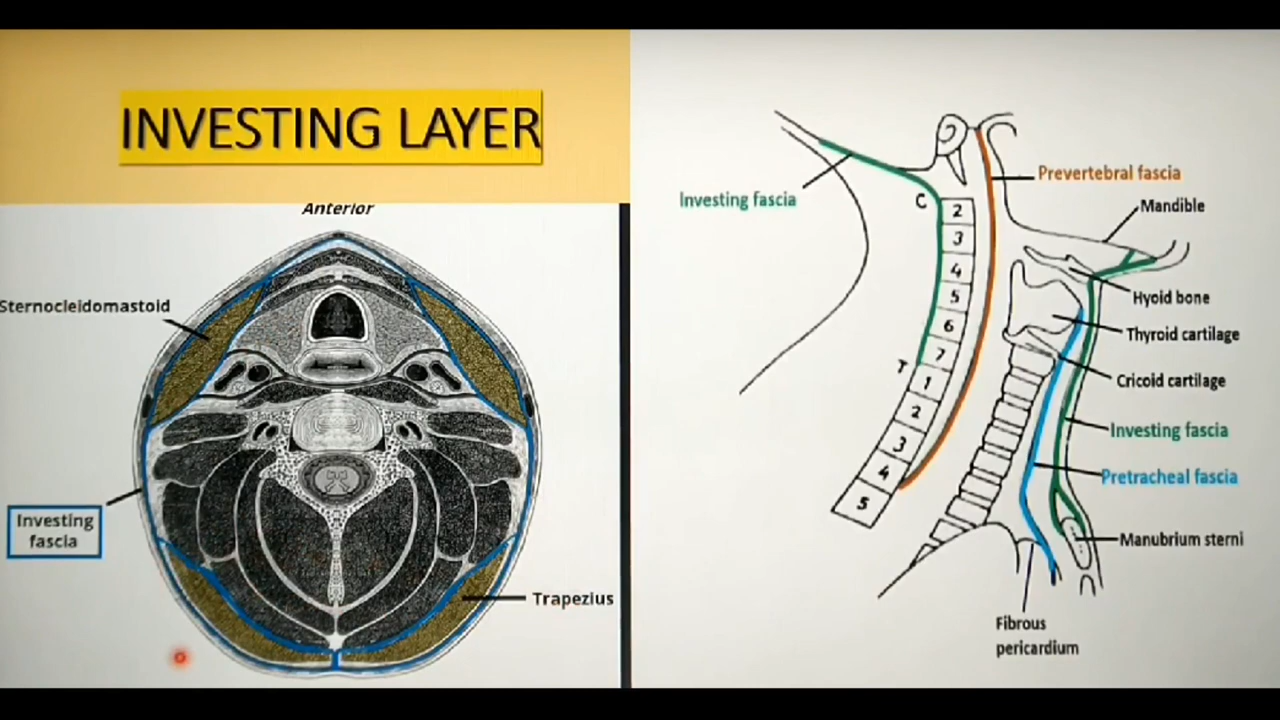 INVESTING LAYER
Anterior
Sternocleidomastoid
Investing
fascia
Trapezius
Investing fascia
Prevertebral fascia
Mandible
C
2
3
4
5
6
7
T
1
2
3
4
5
Hyoid bone
Thyroid cartilage
Cricoid cartilage
Investing fascia
Pretracheal fascia
Manubrium sterni
Fibrous
pericardium